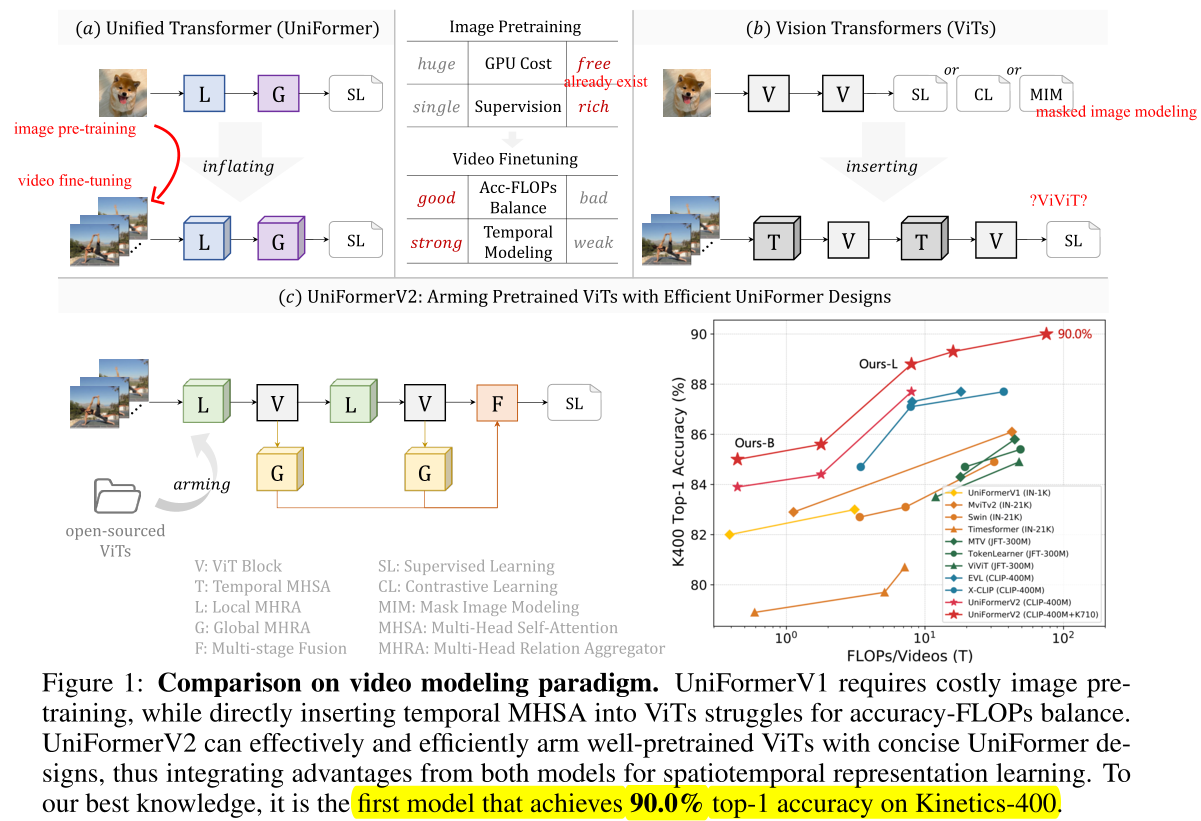 (a) Unified Transformer (UniFormer)
L
G
SL
image pre-training
inflating
video fine-tuning
L
G
SL
Image Pretraining
huge GPU Cost free
already exist
single Supervision rich
Video Finetuning
good Acc-FLOPs Balance bad
strong Temporal Modeling weak
(b) Vision Transformers (ViTs)
V
V
SL
or
CL
or
MIM
masked image modeling
inserting
?ViViT?
T
V
T
V
SL
(c) UniFormerV2: Arming Pretrained ViTs with Efficient UniFormer Designs
L
V
L
V
F
SL
G
G
arming
open-sourced
ViTs
V: ViT Block
T: Temporal MHSA
L: Local MHRA
G: Global MHRA
F: Multi-stage Fusion
SL: Supervised Learning
CL: Contrastive Learning
MIM: Mask Image Modeling
MHSA: Multi-Head Self-Attention
MHRA: Multi-Head Relation Aggregator
K400 Top-1 Accuracy (%)
90
88
86
84
82
80
90.0%
Ours-L
Ours-B
UniFormerV1 (IN-1K)
MviTv2 (IN-21K)
Swin (IN-21K)
Timesformer (IN-21K)
MTV (JFT-300M)
TokenLearner (JFT-300M)
ViViT (JFT-300M)
EVL (CLIP-400M)
X-CLIP (CLIP-400M)
UniFormerV2 (CLIP-400M)
UniFormerV2 (CLIP-400M+K710)
10⁰ 10¹ 10²
FLOPs/Videos (T)
Figure 1: Comparison on video modeling paradigm. UniFormerV1 requires costly image pre-
training, while directly inserting temporal MHSA into ViTs struggles for accuracy-FLOPs balance.
UniFormerV2 can effectively and efficiently arm well-pretrained ViTs with concise UniFormer de-
signs, thus integrating advantages from both models for spatiotemporal representation learning. To
our best knowledge, it is the first model that achieves 90.0% top-1 accuracy on Kinetics-400.